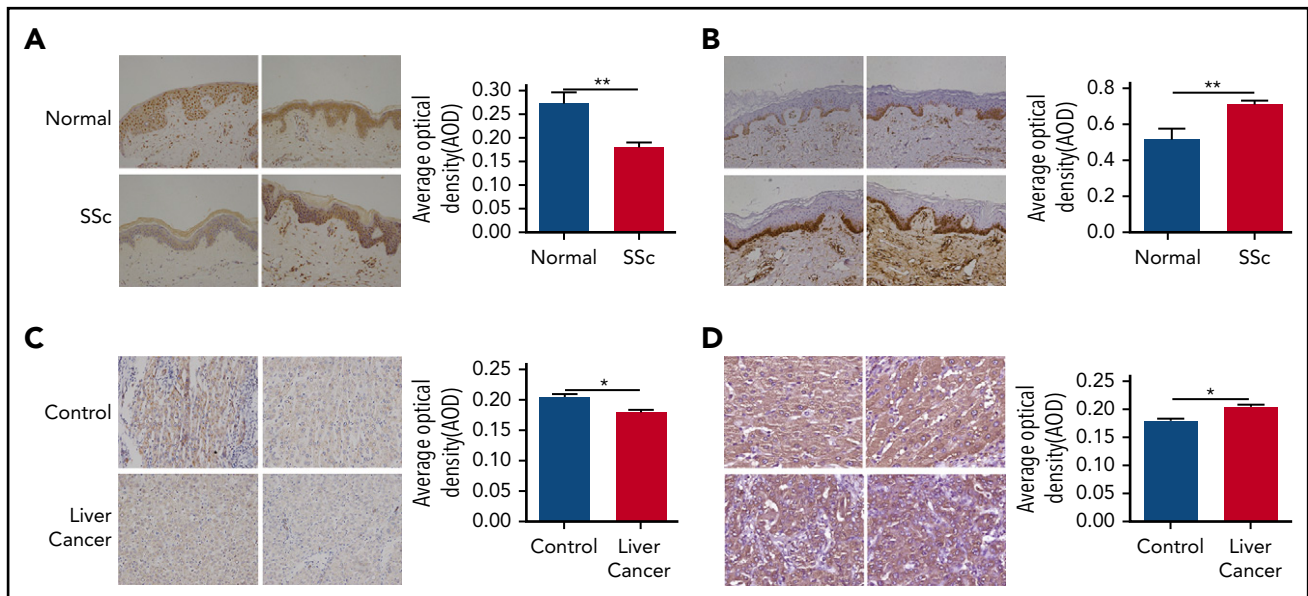 A
Normal
SSc
Average optical
density(AOD)
0.30
0.25
0.20
0.15
0.10
0.05
0.00
**
Normal
SSc
B
Average optical
density(AOD)
0.8
0.6
0.4
0.2
0.0
**
Normal
SSc
C
Control
Liver
Cancer
Average optical
density(AOD)
0.25
0.20
0.15
0.10
0.05
0.00
*
Control
Liver
Cancer
D
Average optical
density(AOD)
0.25
0.20
0.15
0.10
0.05
0.00
*
Control
Liver
Cancer